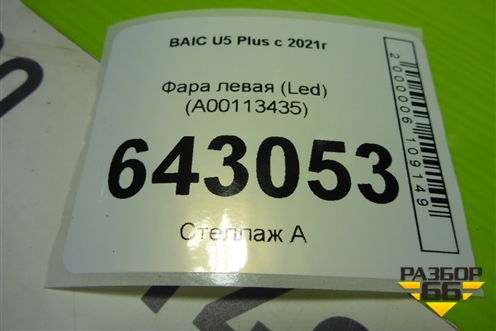 BAIC U5 Plus с 2021г
Фара левая (Led)
(A00113435)
643053
Стеллаж А
2000006109149
РАЗБОР
66